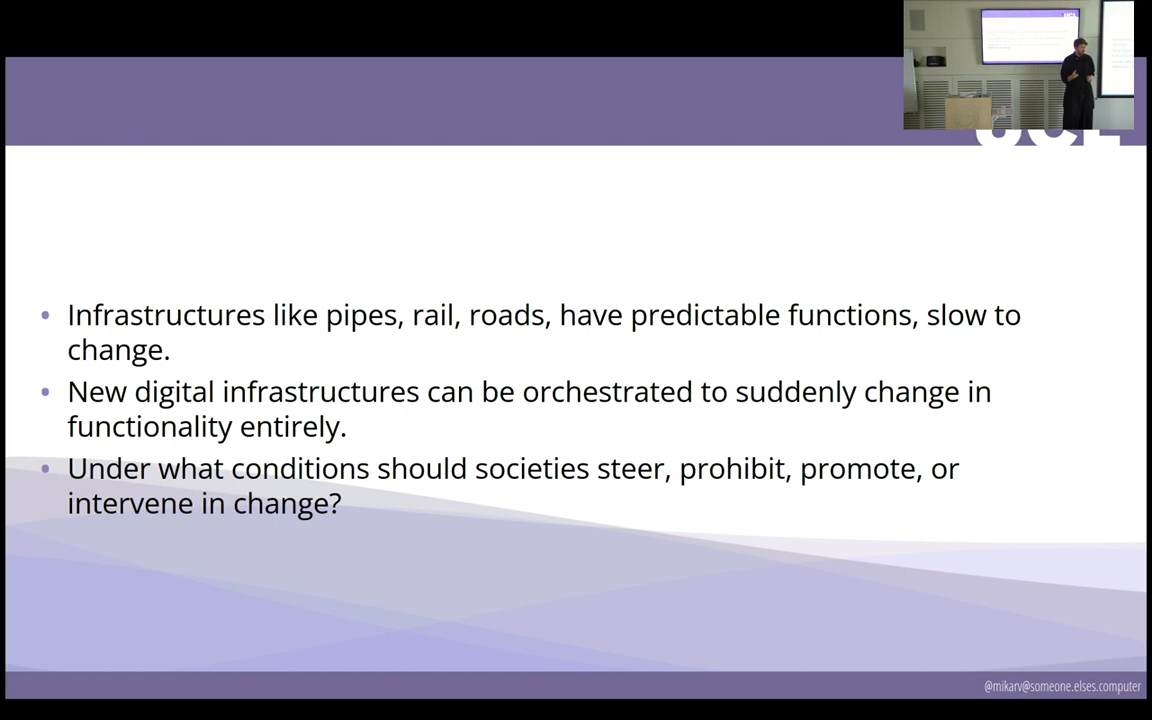 UCL
• Infrastructures like pipes, rail, roads, have predictable functions, slow to
change.
• New digital infrastructures can be orchestrated to suddenly change in
functionality entirely.
• Under what conditions should societies steer, prohibit, promote, or
intervene in change?
@mikarv@someone.elses.computer